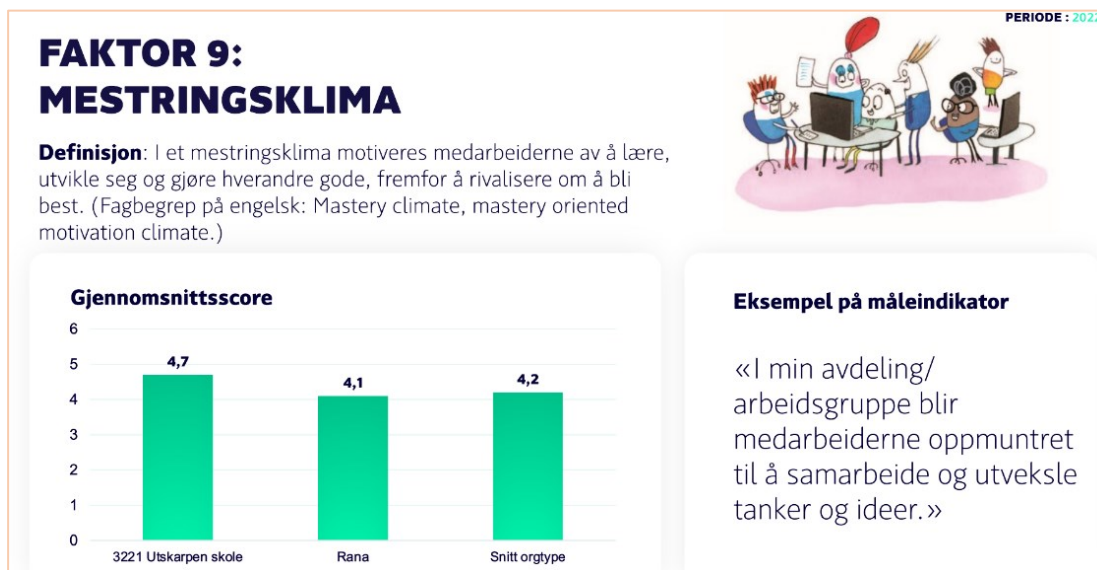 PERIODE : 2022
FAKTOR 9:
MESTRINGSKLIMA
Definisjon: I et mestringsklima motiveres medarbeiderne av å lære,
utvikle seg og gjøre hverandre gode, fremfor å rivalisere om å bli
best. (Fagbegrep på engelsk: Mastery climate, mastery oriented
motivation climate.)
Gjennomsnittsscore
6
5
4
3
2
1
0
4,7
4,1
4,2
3221 Utskarpen skole
Rana
Snitt orgtype
Eksempel på måleindikator
«I min avdeling/
arbeidsgruppe blir
medarbeiderne oppmuntret
til å samarbeide og utveksle
tanker og ideer.»